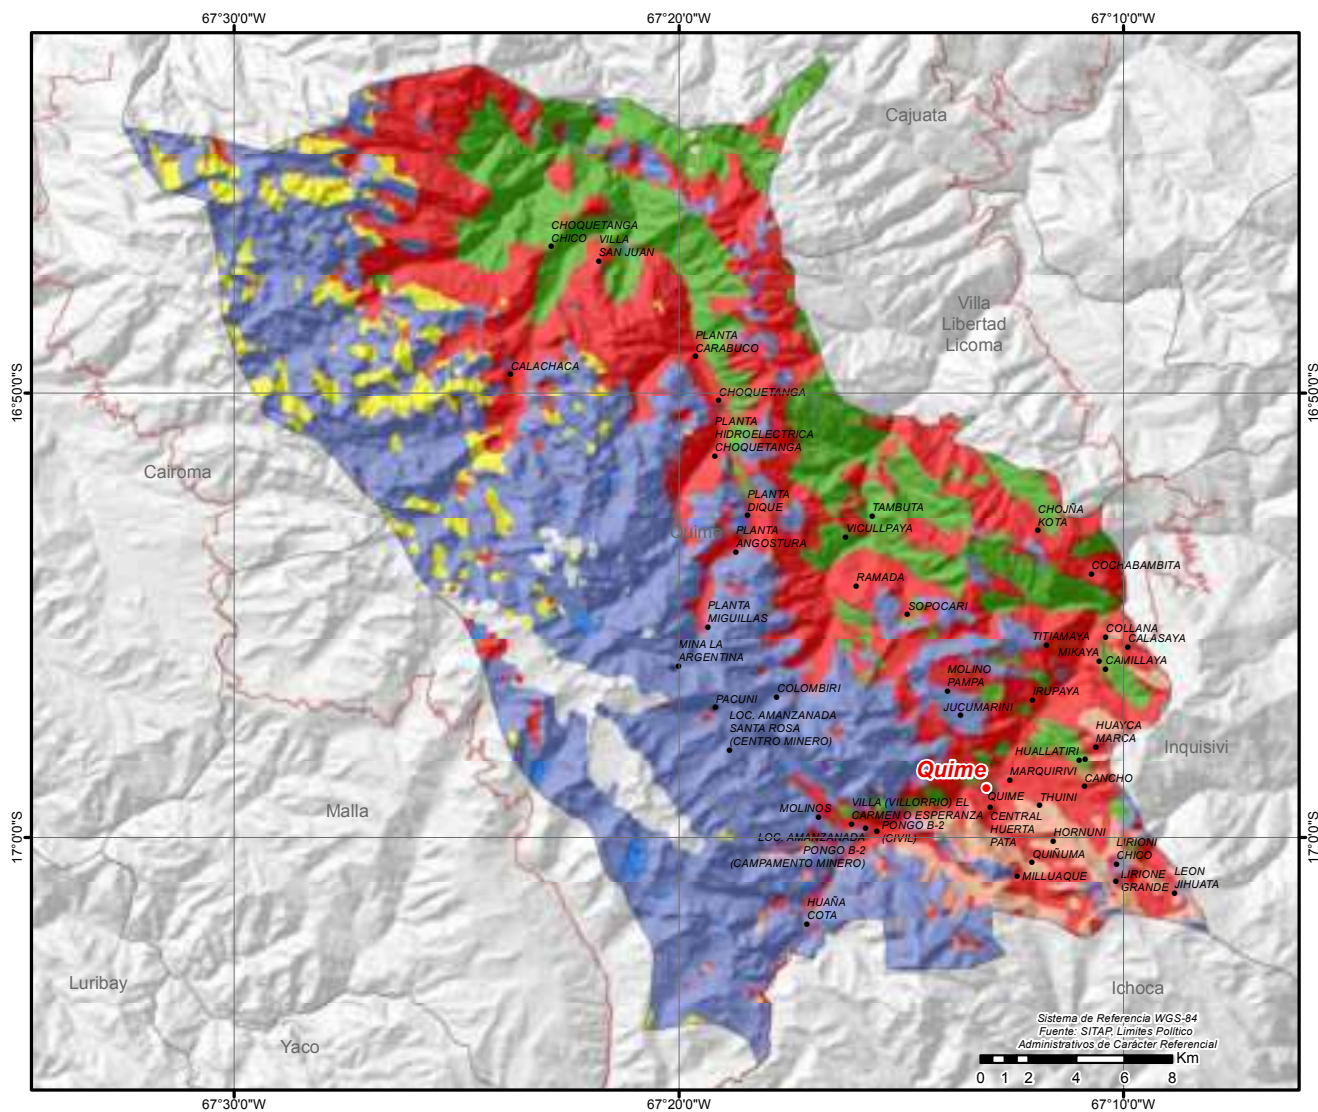 67°30'0"W
67°20'0"W
67°10'0"W
Cajuata
CHOQUETANGA
CHICO
VILLA
SAN JUAN
Villa
Libertad
Licoma
PLANTA
CARABUCO
CALACHACA
16°50'0"S
16°50'0"S
CHOQUETANGA
PLANTA
HIDROELECTRICA
CHOQUETANGA
Cairoma
PLANTA
DIQUE
TAMBUTA
CHOJÑA
KOTA
Quime
PLANTA
ANGOSTURA
VICULLPAYA
COCHABAMBITA
RAMADA
SOPOCARI
PLANTA
MIGUILLAS
COLLANA
TITIAMAYA
CALASAYA
MINA LA
ARGENTINA
MIKAYA
CAMILLAYA
MOLINO
PAMPA
COLOMBIRI
IRUPAYA
PACUNI
JUCUMARINI
LOC. AMANZANADA
SANTA ROSA
(CENTRO MINERO)
HUAYCA
MARCA
HUALLATIRI
Inquisivi
Quime
MARQUIRIVI
CANCHO
QUIME
THUINI
Malla
MOLINOS
VILLA (VILLORRIO) EL
CARMEN O ESPERANZA
CENTRAL
HUERTA
PATA
17°0'0"S
17°0'0"S
LOC. AMANZANADA
PONGO B-2
(CAMPAMENTO MINERO)
PONGO B-2
(CIVIL)
HORNUNI
LIRIONI
CHICO
QUIÑUMA
MILLUAQUE
LIRIONE
GRANDE
LEON
JIHUATA
HUAÑA
COTA
Luribay
Ichoca
Yaco
Sistema de Referencia WGS-84
Fuente: SITAP, Limites Politico
Administrativos de Carácter Referencial
Km
0 1 2 4 6 8
67°30'0"W
67°20'0"W
67°10'0"W